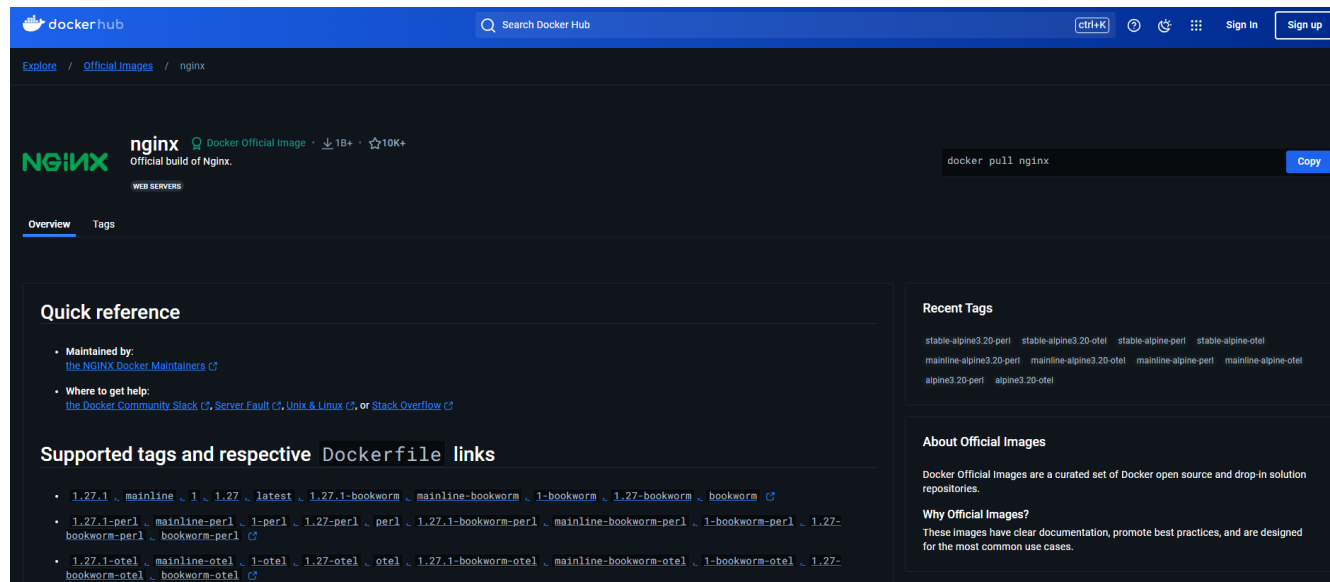 dockerhub
Search Docker Hub
ctrl+K
Sign In
Sign up
Explore / Official Images / nginx
NGINX
nginx Docker Official Image · 1B+ · 10K+
Official build of Nginx.
WEB SERVERS
docker pull nginx
Copy
Overview Tags
Quick reference
• Maintained by:
the NGINX Docker Maintainers
• Where to get help:
the Docker Community Slack, Server Fault, Unix & Linux, or Stack Overflow
Supported tags and respective Dockerfile links
• 1.27.1, mainline, 1, 1.27, latest, 1.27.1-bookworm, mainline-bookworm, 1-bookworm, 1.27-bookworm, bookworm
• 1.27.1-perl, mainline-perl, 1-perl, 1.27-perl, perl, 1.27.1-bookworm-perl, mainline-bookworm-perl, 1-bookworm-perl, 1.27-
bookworm-perl, bookworm-perl
• 1.27.1-otel, mainline-otel, 1-otel, 1.27-otel, otel, 1.27.1-bookworm-otel, mainline-bookworm-otel, 1-bookworm-otel, 1.27-
bookworm-otel, bookworm-otel
Recent Tags
stable-alpine3.20-perl stable-alpine3.20-otel stable-alpine-perl stable-alpine-otel
mainline-alpine3.20-perl mainline-alpine3.20-otel mainline-alpine-perl mainline-alpine-otel
alpine3.20-perl alpine3.20-otel
About Official Images
Docker Official Images are a curated set of Docker open source and drop-in solution
repositories.
Why Official Images?
These images have clear documentation, promote best practices, and are designed
for the most common use cases.